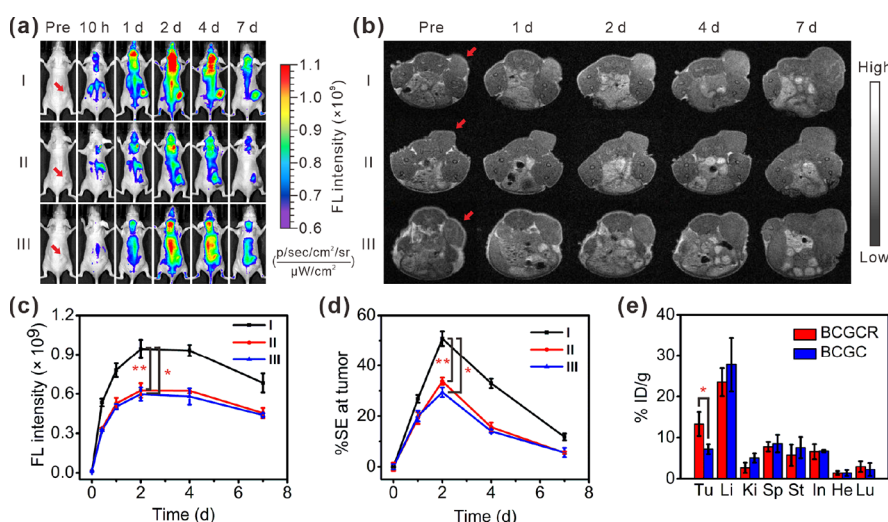 (a)
Pre 10 h 1 d 2 d 4 d 7 d
I
II
III
1.1
1.0
0.9
0.8
0.7
0.6
FL intensity (×10⁹)
(p/sec/cm²/sr / µW/cm²)
(b)
Pre 1 d 2 d 4 d 7 d
I
II
III
High
Low
(c)
FL intensity (×10⁹)
1.2
0.9
0.6
0.3
0.0
I
II
III
** *
0 2 4 6 8
Time (d)
(d)
%SE at tumor
60
40
20
0
I
II
III
** *
0 2 4 6 8
Time (d)
(e)
% ID/g
40
30
20
10
0
BCGCR
BCGC
*
Tu Li Ki Sp St In He Lu
Time (d)